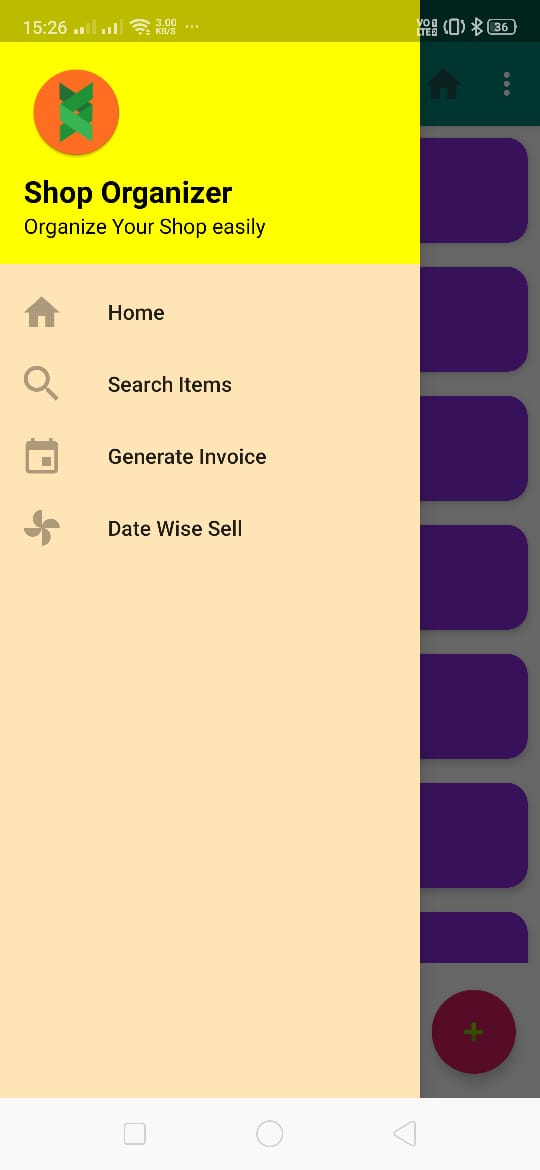 15:26
3.00
KB/S
VO
LTE
36
Shop Organizer
Organize Your Shop easily
Home
Search Items
Generate Invoice
Date Wise Sell